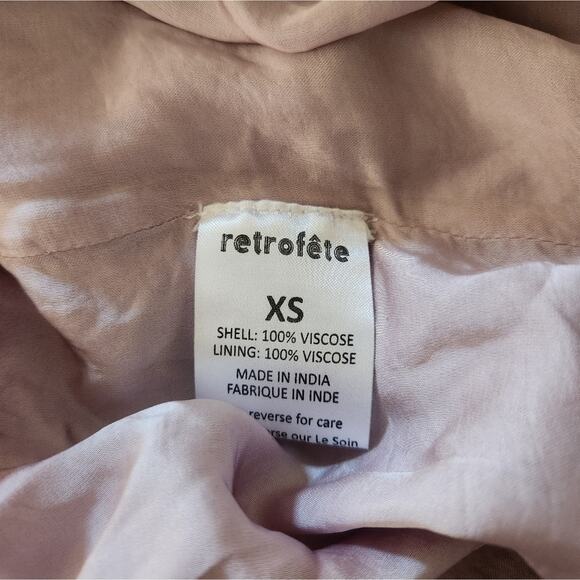 retrofête
XS
SHELL: 100% VISCOSE
LINING: 100% VISCOSE
MADE IN INDIA
FABRIQUE IN INDE
reverse for care
our Le Soin